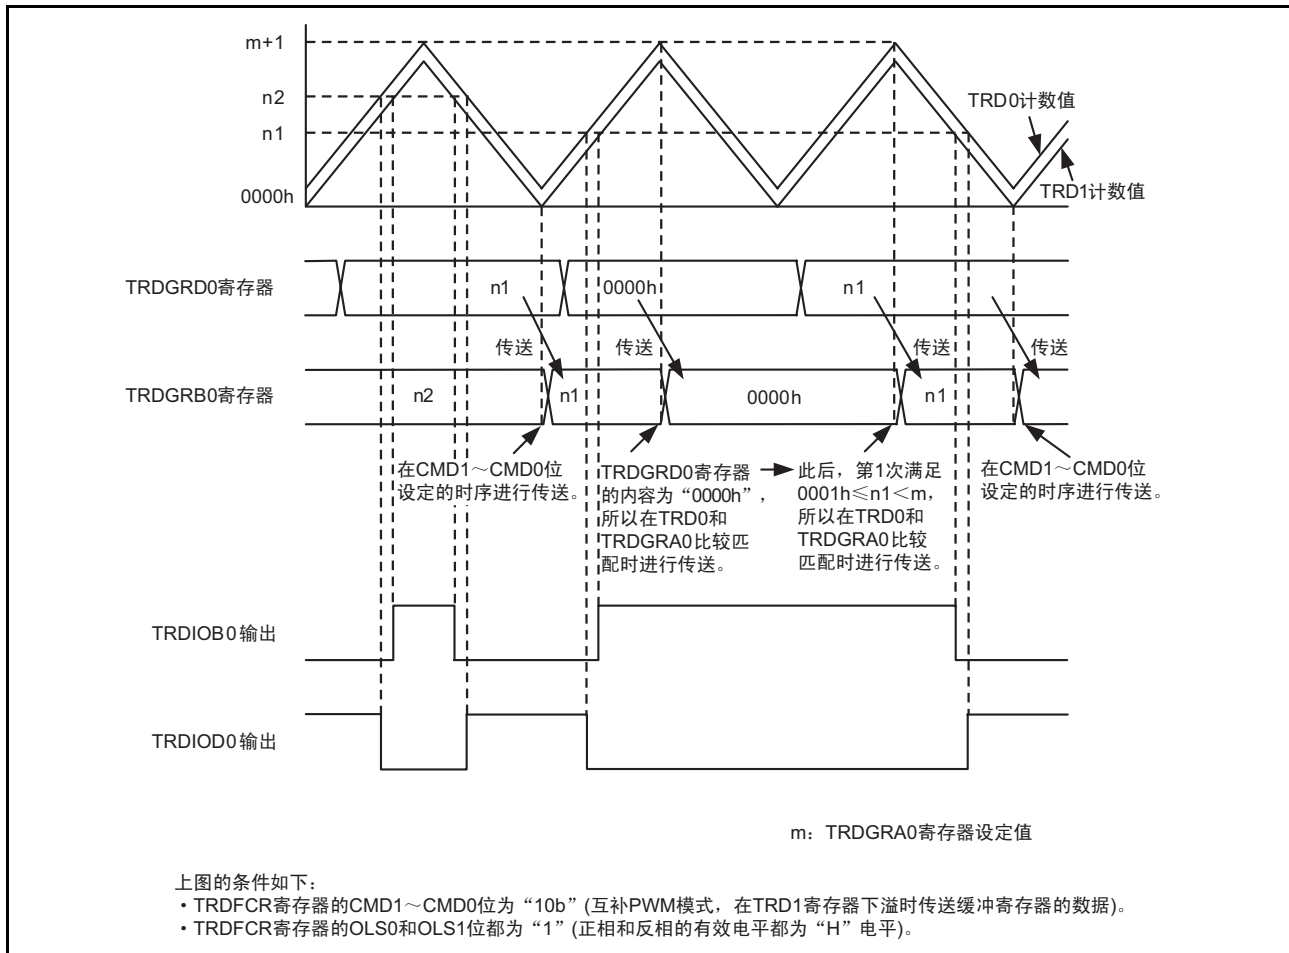 m+1
n2
n1
0000h
TRD0计数值
TRD1计数值
TRDGRD0寄存器
n1
0000h
n1
传送
传送
传送
传送
TRDGRB0寄存器
n2
n1
0000h
n1
在CMD1～CMD0位
设定的时序进行传送。
TRDGRD0寄存器
的内容为“0000h”，
所以在TRD0和
TRDGRA0比较匹
配时进行传送。
此后，第1次满足
0001h≤n1＜m，
所以在TRD0和
TRDGRA0比较
匹配时进行传送。
在CMD1～CMD0位
设定的时序进行传送。
TRDIOB0输出
TRDIOD0输出
m：TRDGRA0寄存器设定值
上图的条件如下：
・TRDFCR寄存器的CMD1～CMD0位为“10b”(互补PWM模式，在TRD1寄存器下溢时传送缓冲寄存器的数据)。
・TRDFCR寄存器的OLS0和OLS1位都为“1”(正相和反相的有效电平都为“H”电平)。